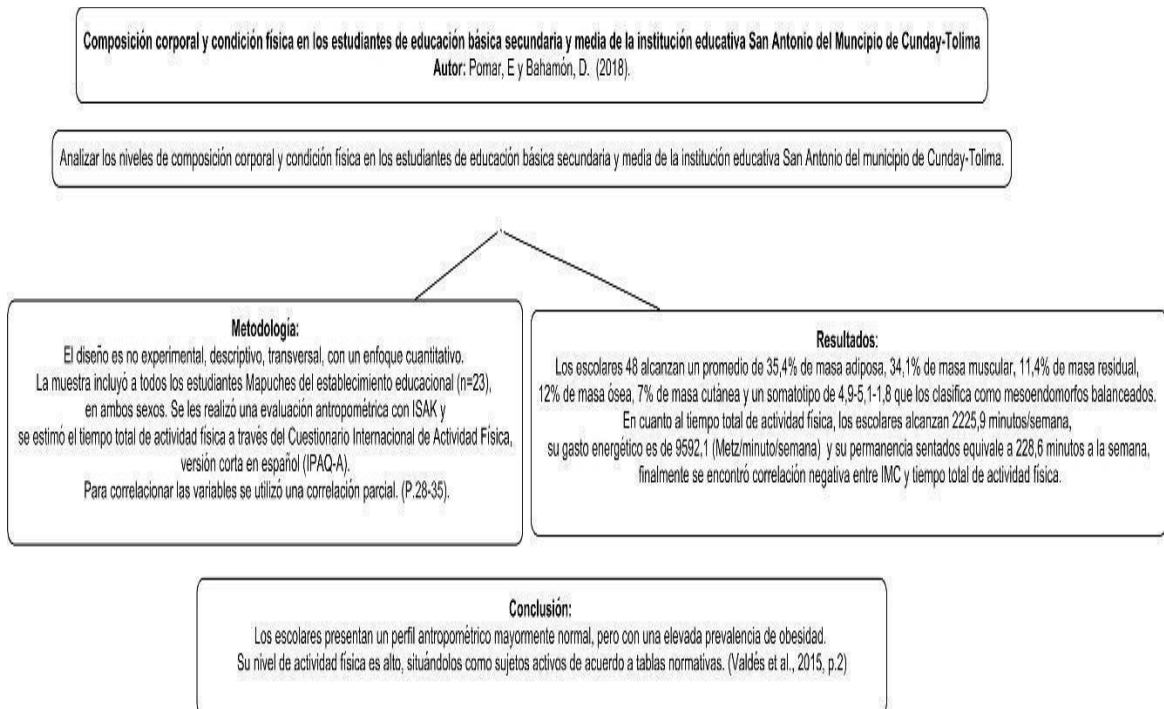 Composición corporal y condición física en los estudiantes de educación básica secundaria y media de la institución educativa San Antonio del Muncipio de Cunday-Tolima
Autor: Pomar, E y Bahamón, D. (2018).
Analizar los niveles de composición corporal y condición física en los estudiantes de educación básica secundaria y media de la institución educativa San Antonio del municipio de Cunday-Tolima.
Metodología:
El diseño es no experimental, descriptivo, transversal, con un enfoque cuantitativo.
La muestra incluyó a todos los estudiantes Mapuches del establecimiento educacional (n=23),
en ambos sexos. Se les realizó una evaluación antropométrica con ISAK y
se estimó el tiempo total de actividad física a través del Cuestionario Internacional de Actividad Física,
versión corta en español (IPAQ-A).
Para correlacionar las variables se utilizó una correlación parcial. (P.28-35).
Resultados:
Los escolares 48 alcanzan un promedio de 35,4% de masa adiposa, 34,1% de masa muscular, 11,4% de masa residual,
12% de masa ósea, 7% de masa cutánea y un somatotipo de 4,9-5,1-1,8 que los clasifica como mesoendomorfos balanceados.
En cuanto al tiempo total de actividad física, los escolares alcanzan 2225,9 minutos/semana,
su gasto energético es de 9592,1 (Metz/minuto/semana) y su permanencia sentados equivale a 228,6 minutos a la semana,
finalmente se encontró correlación negativa entre IMC y tiempo total de actividad física.
Conclusión:
Los escolares presentan un perfil antropométrico mayormente normal, pero con una elevada prevalencia de obesidad.
Su nivel de actividad física es alto, situándolos como sujetos activos de acuerdo a tablas normativas. (Valdés et al., 2015, p.2)